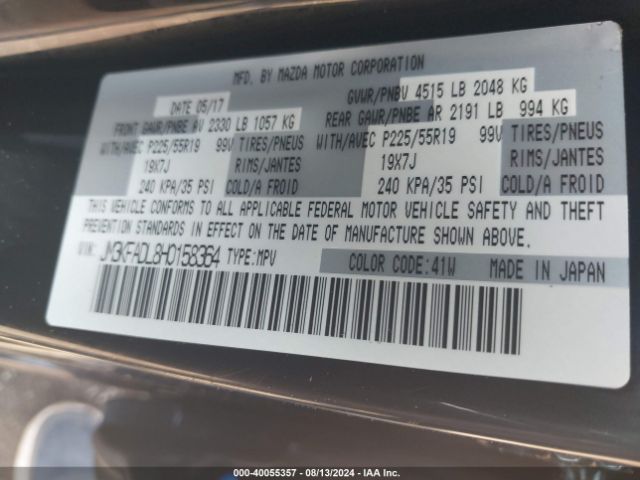 MFD. BY MAZDA MOTOR CORPORATION
DATE 05/17 GVWR/PNBV 4515 LB 2048 KG
FRONT GAWR/PNBE AV 2330 LB 1057 KG REAR GAWR/PNBE AR 2191 LB 994 KG
WITH/AVEC P225/55R19 99V TIRES/PNEUS WITH/AVEC P225/55R19 99V TIRES/PNEUS
19X7J RIMS/JANTES 19X7J RIMS/JANTES
240 KPA/35 PSI COLD/A FROID 240 KPA/35 PSI COLD/A FROID
THIS VEHICLE CONFORMS TO ALL APPLICABLE FEDERAL MOTOR VEHICLE SAFETY AND THEFT
PREVENTION STANDARDS IN EFFECT ON THE DATE OF MANUFACTURE SHOWN ABOVE.
VIN: JM3KFADL8H0158364 TYPE:MPV COLOR CODE:41W MADE IN JAPAN
000-40055357 - 08/13/2024 - IAA Inc.